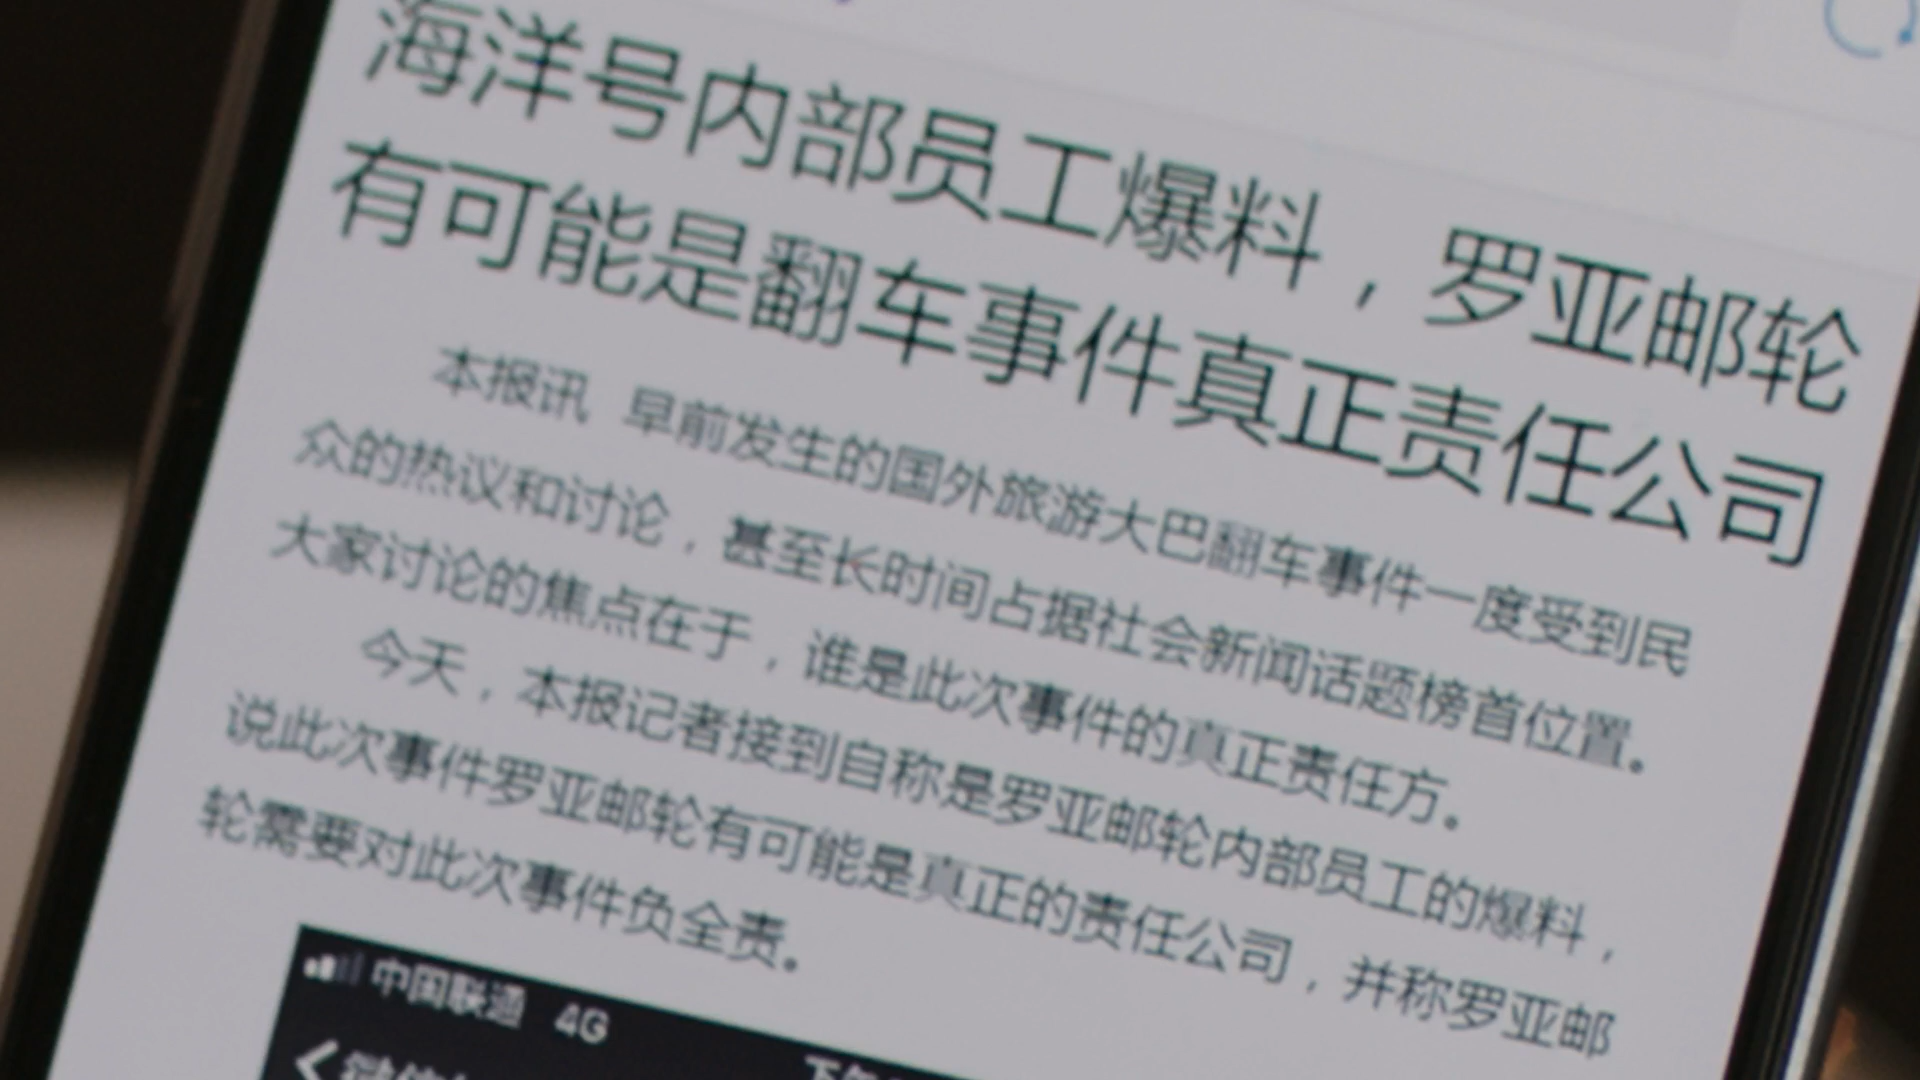 海洋号内部员工爆料，罗亚邮轮
有可能是翻车事件真正责任公司
本报讯 早前发生的国外旅游大巴翻车事件一度受到民
众的热议和讨论，甚至长时间占据社会新闻话题榜首位置。
大家讨论的焦点在于，谁是此次事件的真正责任方。
今天，本报记者接到自称是罗亚邮轮内部员工的爆料，
说此次事件罗亚邮轮有可能是真正的责任公司，并称罗亚邮
轮需要对此次事件负全责。
中国联通 4G
下午
微信